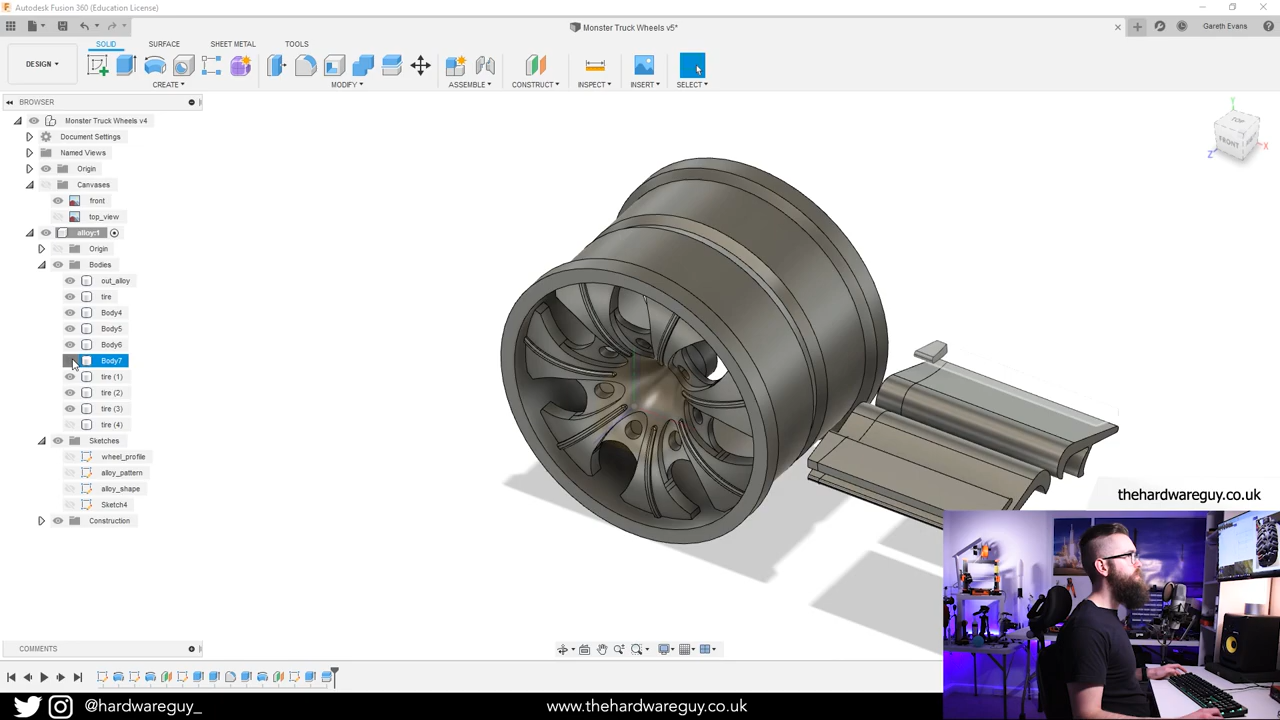 Autodesk Fusion 360 (Education License)
Monster Truck Wheels v5*
Gareth Evans
SOLID
SURFACE
SHEET METAL
TOOLS
DESIGN
CREATE
MODIFY
ASSEMBLE
CONSTRUCT
INSPECT
INSERT
SELECT
BROWSER
Monster Truck Wheels v4
Document Settings
Named Views
Origin
Canvases
front
top_view
alloy:1
Origin
Bodies
out_alloy
tire
Body4
Body5
Body6
Body7
tire (1)
tire (2)
tire (3)
tire (4)
Sketches
wheel_profile
alloy_pattern
alloy_shape
Sketch4
Construction
Y
TOP
FRONT
X
Z
thehardwareguy.co.uk
COMMENTS
@hardwareguy_
www.thehardwareguy.co.uk